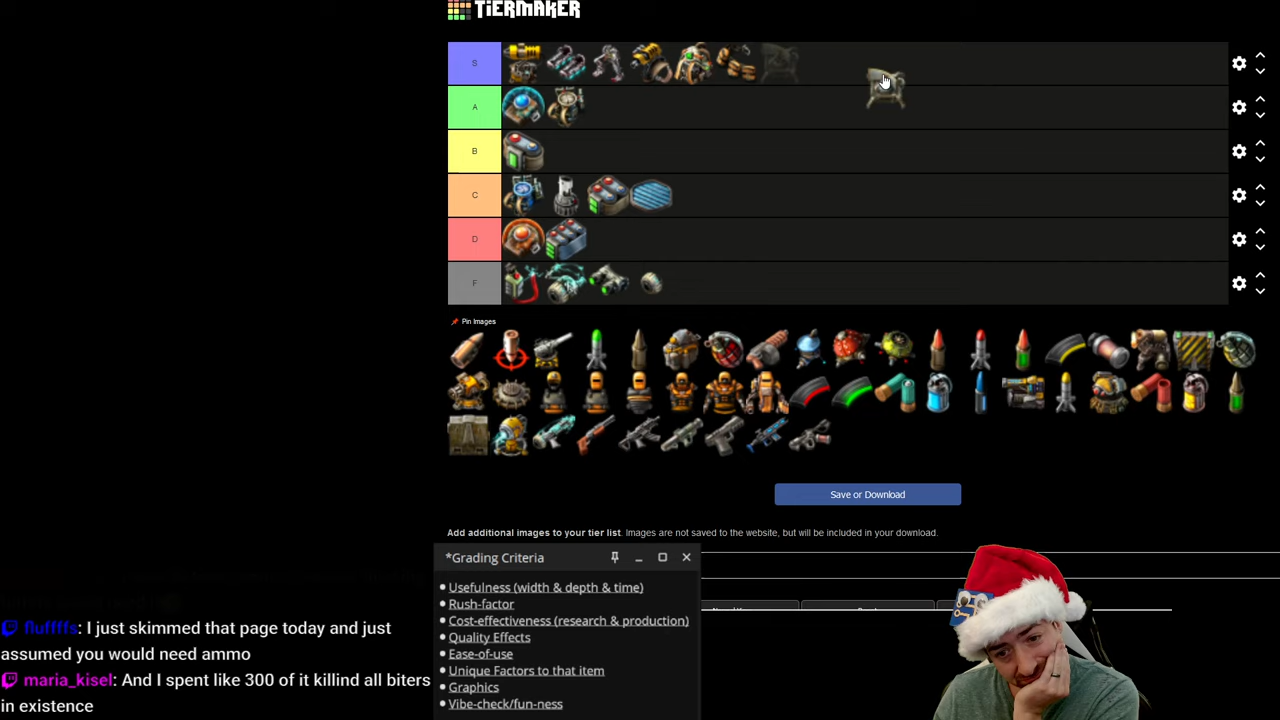 TiERMAKER
S
A
B
C
D
F
Pin Images
Save or Download
Add additional images to your tier list. Images are not saved to the website, but will be included in your download.
*Grading Criteria
Usefulness (width & depth & time)
Rush-factor
Cost-effectiveness (research & production)
Quality Effects
Ease-of-use
Unique Factors to that item
Graphics
Vibe-check/fun-ness
fluffffs: I just skimmed that page today and just
assumed you would need ammo
maria_kisel: And I spent like 300 of it killind all biters
in existence